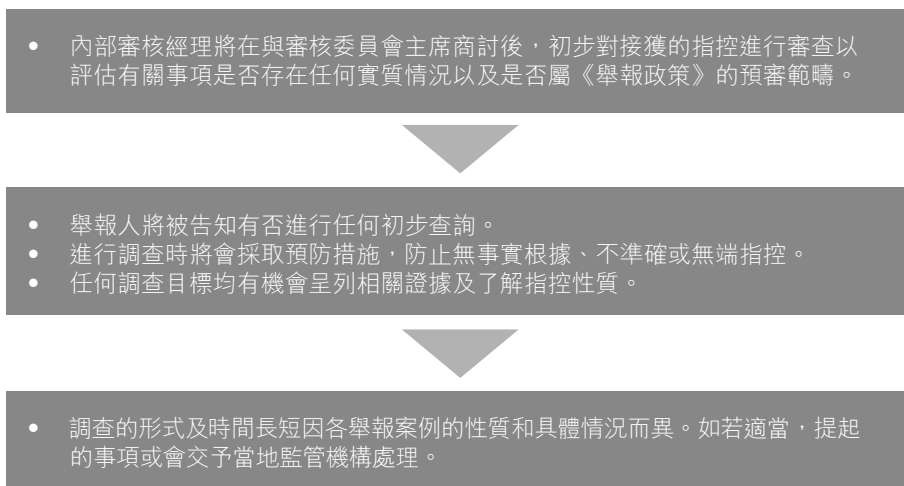 • 內部審核經理將在與審核委員會主席商討後，初步對接獲的指控進行審查以
評估有關事項是否存在任何實質情況以及是否屬《舉報政策》的預審範疇。
• 舉報人將被告知有否進行任何初步查詢。
• 進行調查時將會採取預防措施，防止無事實根據、不準確或無端指控。
• 任何調查目標均有機會呈列相關證據及了解指控性質。
• 調查的形式及時間長短因各舉報案例的性質和具體情況而異。如若適當，提起
的事項或會交予當地監管機構處理。